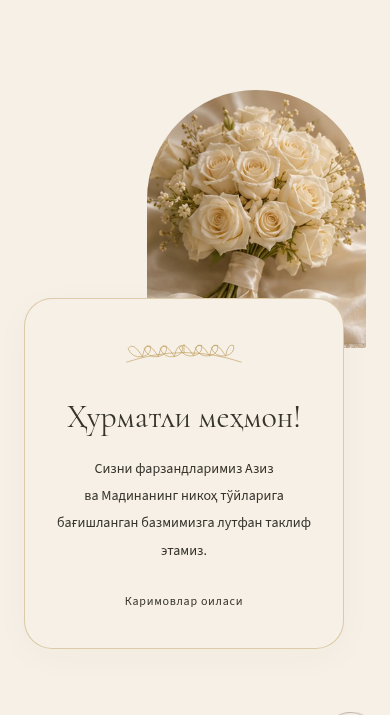 Ҳурматли меҳмон!
Сизни фарзандларимиз Азиз
ва Мадинанинг никоҳ тўйларига
бағишланган базмимизга лутфан таклиф
этамиз.
Каримовлар оиласи